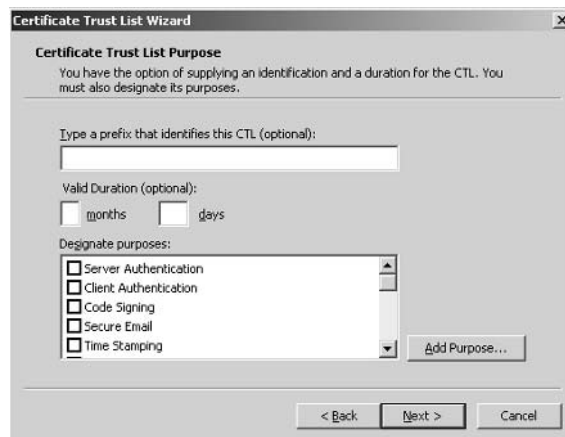 Certificate Trust List Wizard
Certificate Trust List Purpose
You have the option of supplying an identification and a duration for the CTL. You
must also designate its purposes.
Type a prefix that identifies this CTL (optional):
Valid Duration (optional):
months days
Designate purposes:
Server Authentication
Client Authentication
Code Signing
Secure Email
Time Stamping
Add Purpose...
< Back Next > Cancel